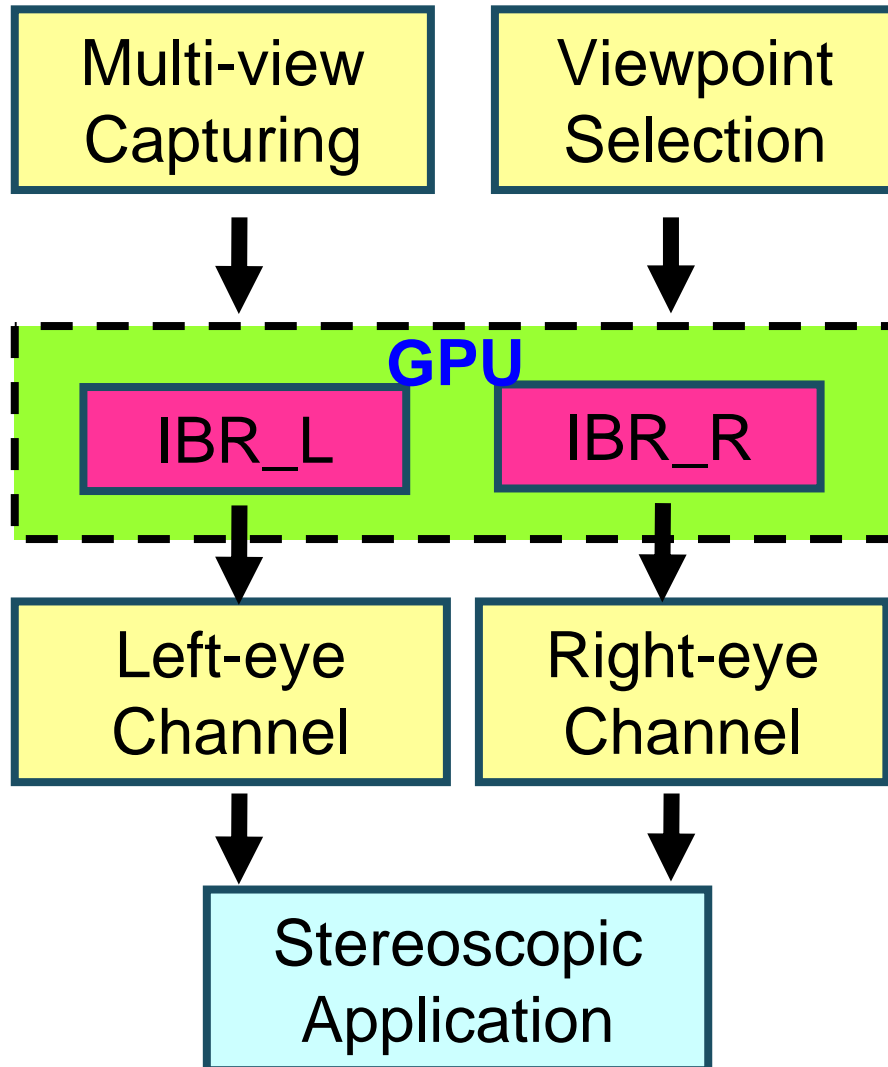 Multi-view
Capturing
Viewpoint
Selection
GPU
IBR_L
IBR_R
Left-eye
Channel
Right-eye
Channel
Stereoscopic
Application